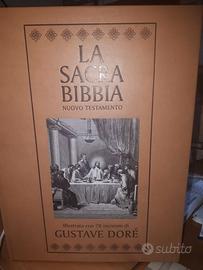 LA
SACRA
BIBBIA
NUOVO TESTAMENTO
Illustrata con 78 incisioni di
GUSTAVE DORÉ
subito